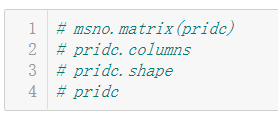 1 # msno.matrix(pridc)
2 # pridc.columns
3 # pridc.shape
4 # pridc